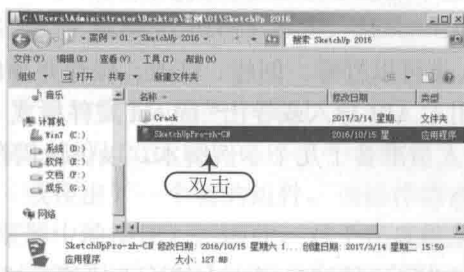 C:\Users\Administrator\Desktop\案例\01\SketchUp 2016
案例 ▸ 01 ▸ SketchUp 2016 ▸
搜索 SketchUp 2016
文件(F) 编辑(E) 查看(V) 工具(T) 帮助(H)
组织 打开 共享 新建文件夹
音乐
计算机
Win7 (C:)
系统 (D:)
软件 (E:)
文档 (F:)
娱乐 (G:)
网络
名称 修改日期 类型
Crack 2017/3/14 星期... 文件夹
SketchUpPro-zh-CN 2016/10/15 星... 应用程序
双击
SketchUpPro-zh-CN 修改日期: 2016/10/15 星期六 1... 创建日期: 2017/3/14 星期二 15:50
应用程序 大小: 127 MB